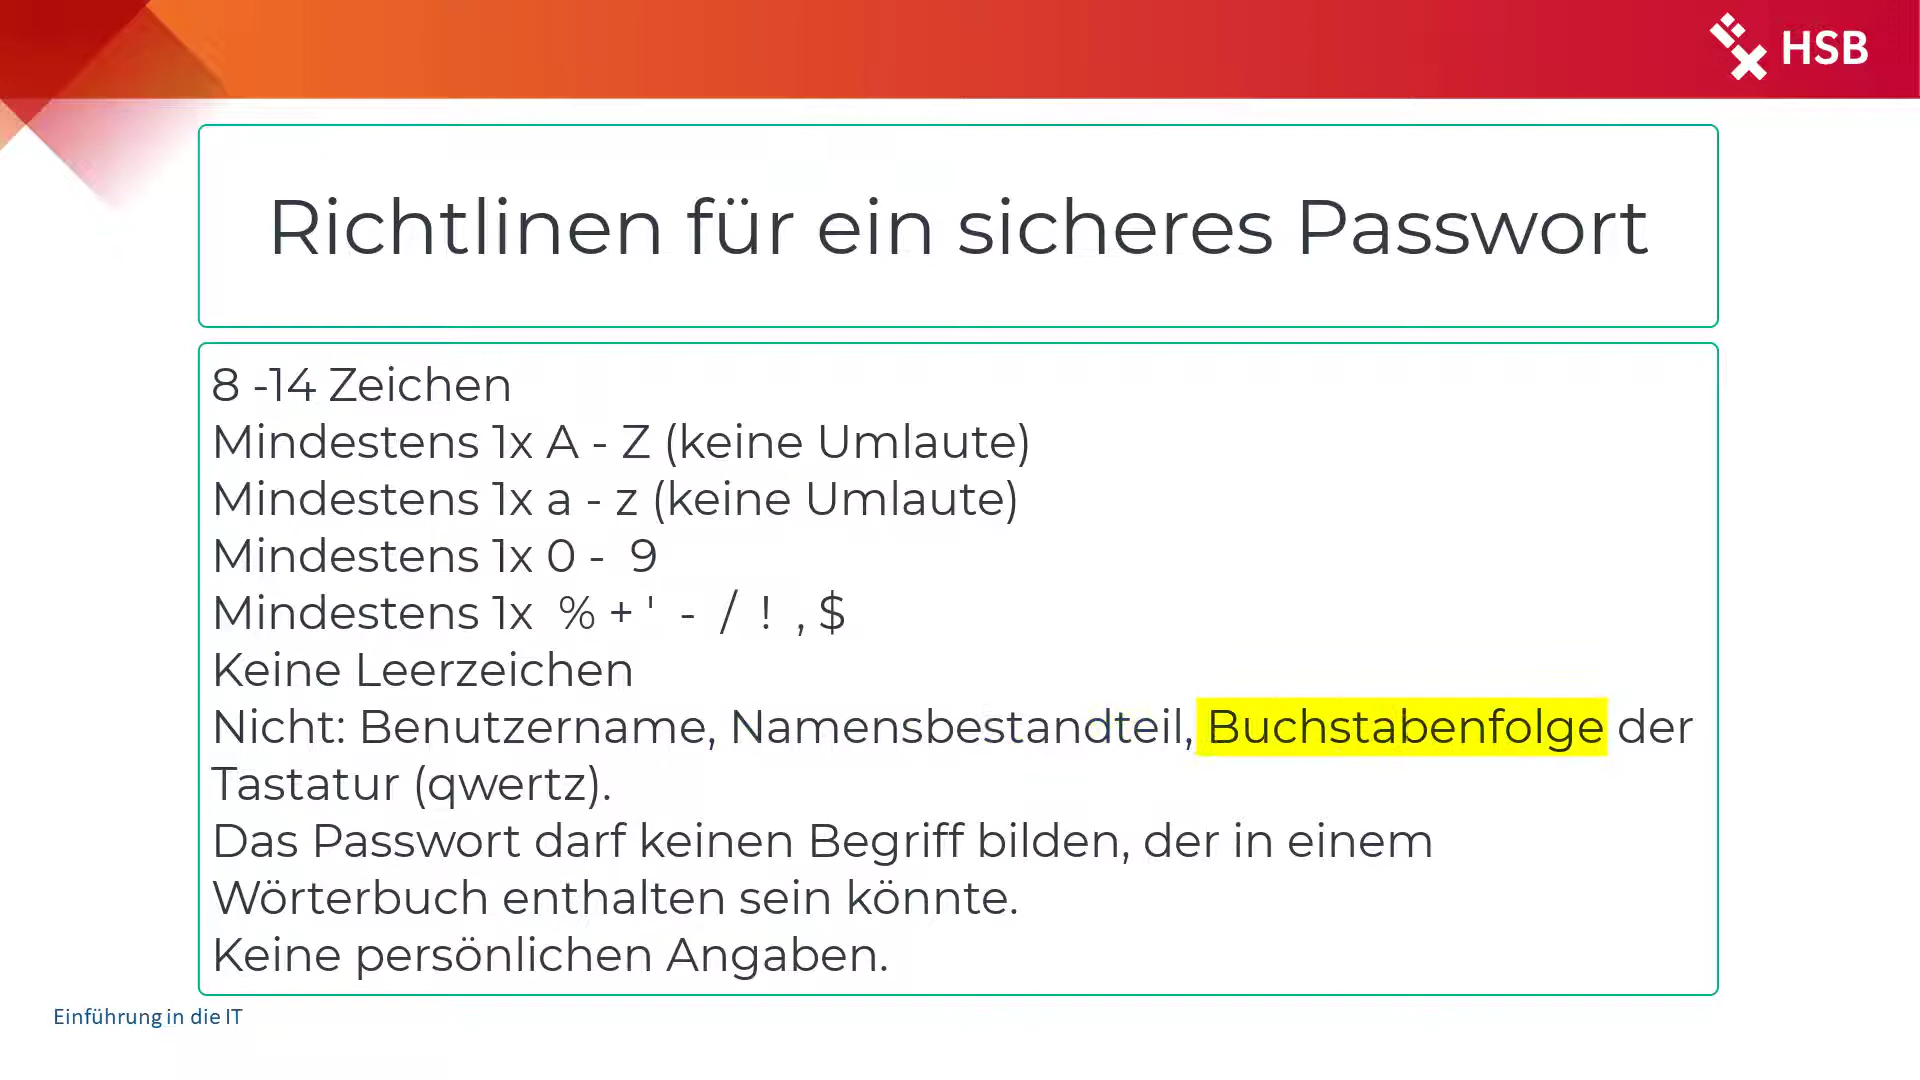 HSB
Richtlinen für ein sicheres Passwort
8 -14 Zeichen
Mindestens 1x A - Z (keine Umlaute)
Mindestens 1x a - z (keine Umlaute)
Mindestens 1x 0 -  9
Mindestens 1x  % + '  -  /  !  , $
Keine Leerzeichen
Nicht: Benutzername, Namensbestandteil, Buchstabenfolge der
Tastatur (qwertz).
Das Passwort darf keinen Begriff bilden, der in einem
Wörterbuch enthalten sein könnte.
Keine persönlichen Angaben.
Einführung in die IT